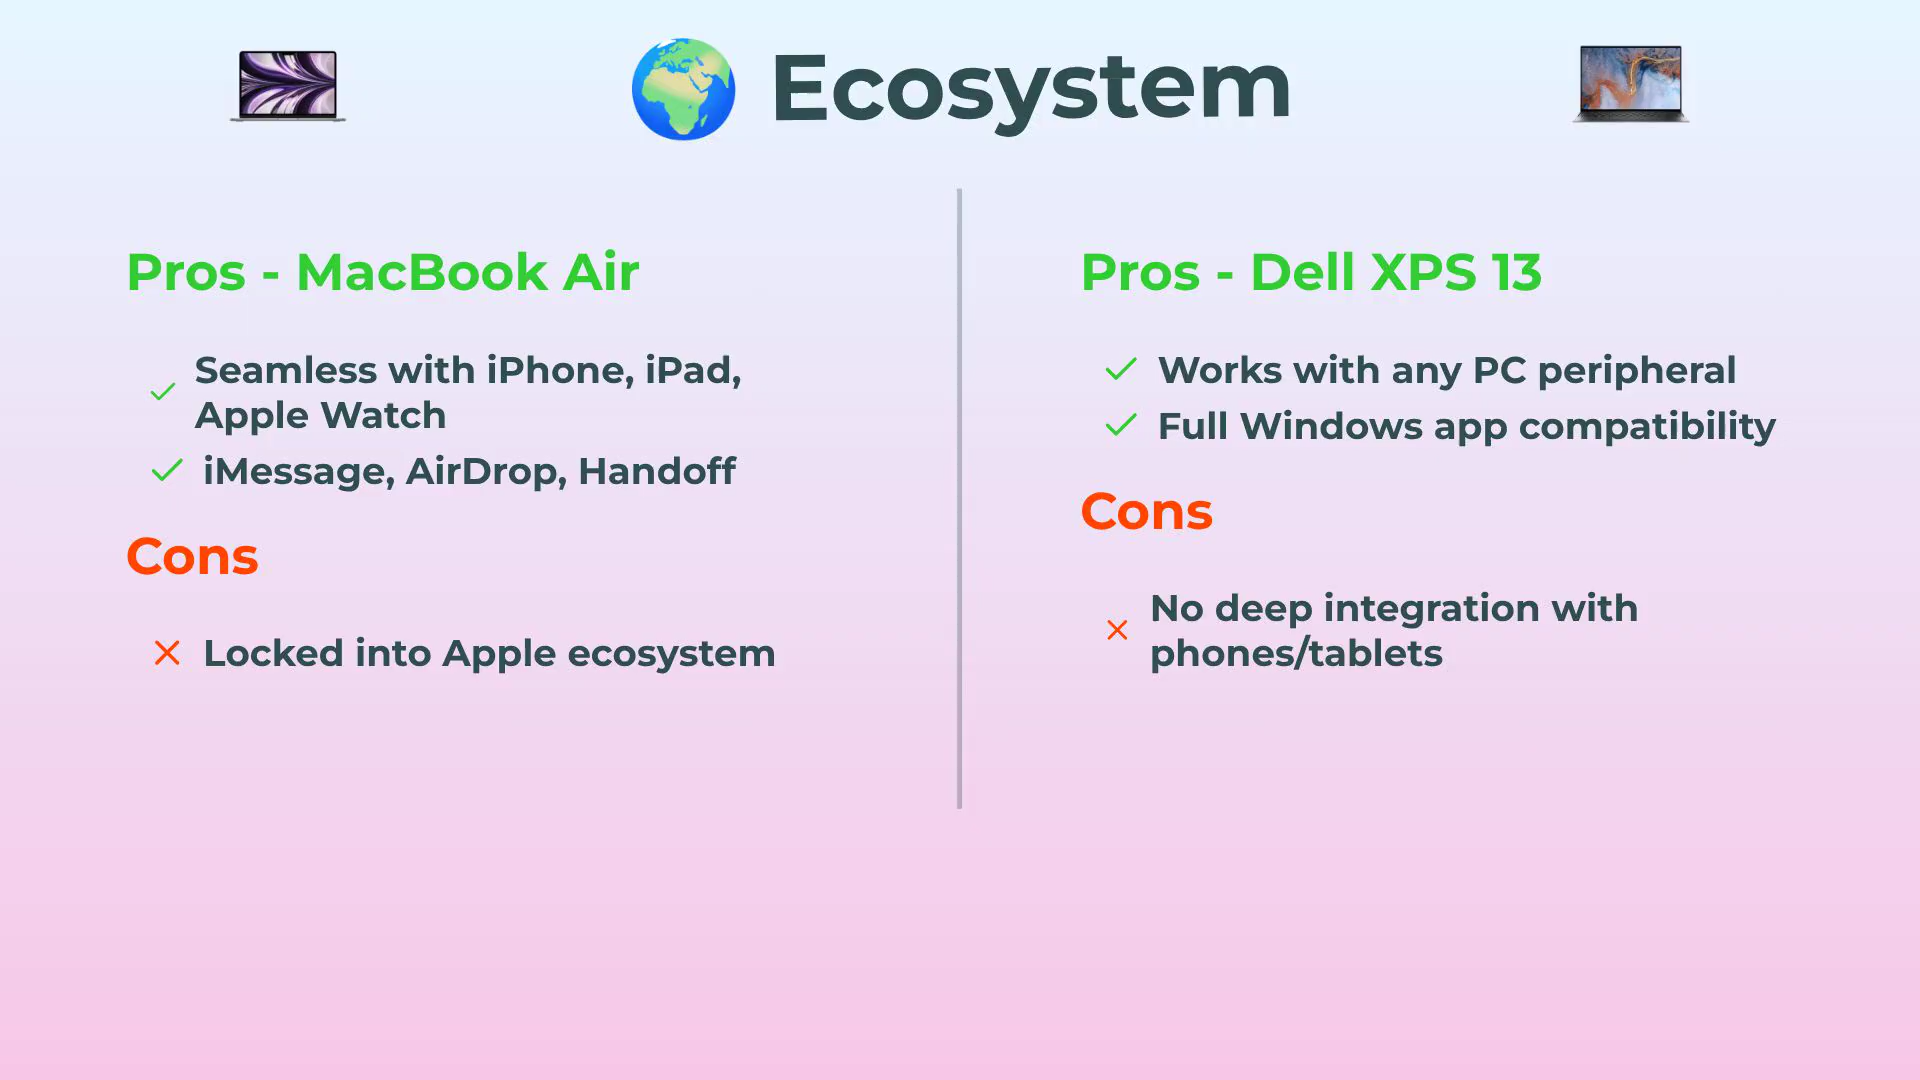 Ecosystem
Pros - MacBook Air
Seamless with iPhone, iPad,
Apple Watch
iMessage, AirDrop, Handoff
Cons
Locked into Apple ecosystem
Pros - Dell XPS 13
Works with any PC peripheral
Full Windows app compatibility
Cons
No deep integration with
phones/tablets